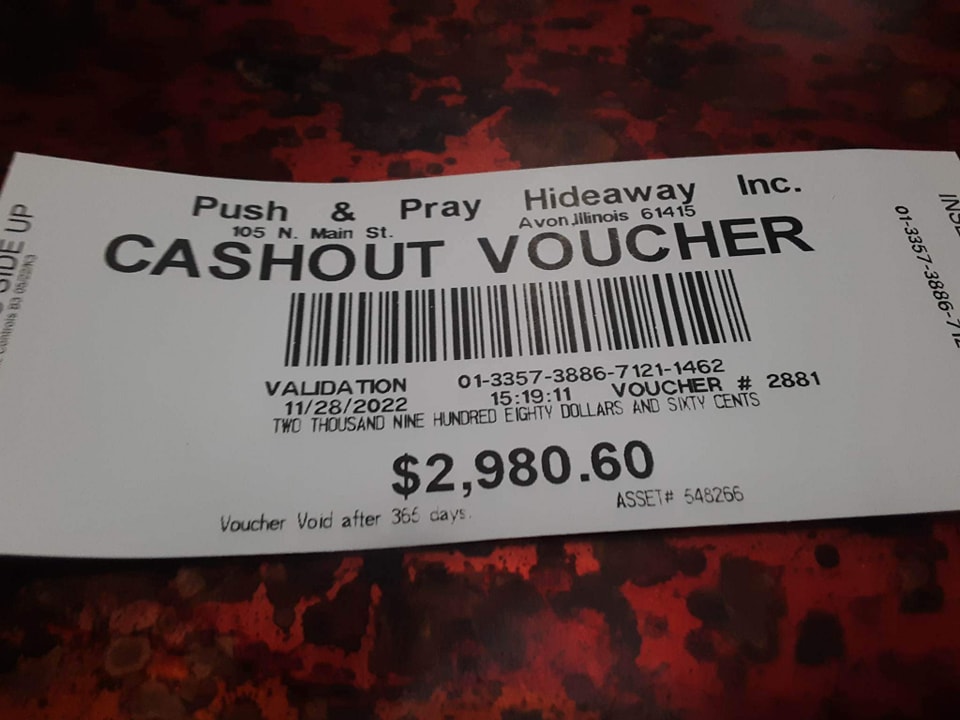 Push & Pray Hideaway Inc.
105 N. Main St. Avon,Illinois 61415
CASHOUT VOUCHER
VALIDATION 01-3357-3886-7121-1462
11/28/2022 15:19:11 VOUCHER # 2881
TWO THOUSAND NINE HUNDRED EIGHTY DOLLARS AND SIXTY CENTS
$2,980.60
Voucher Void after 365 days.
ASSET# 548266
SIDE UP
01-3357-3886-712